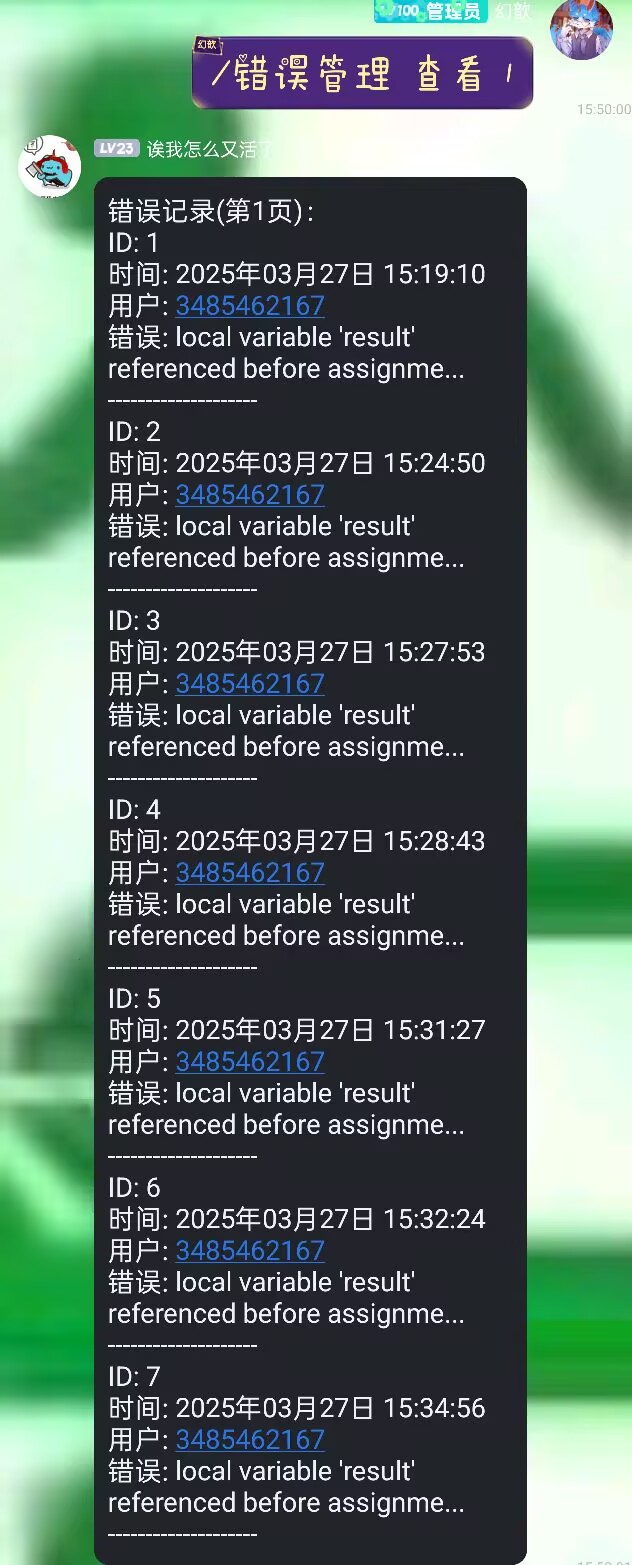 /100 管理员 幻歆
幻歆
/错误管理 查看 1
15:50:00
LV23 诶我怎么又活了
错误记录(第1页):
ID: 1
时间: 2025年03月27日 15:19:10
用户: 3485462167
错误: local variable 'result'
referenced before assignme...
--------------------
ID: 2
时间: 2025年03月27日 15:24:50
用户: 3485462167
错误: local variable 'result'
referenced before assignme...
--------------------
ID: 3
时间: 2025年03月27日 15:27:53
用户: 3485462167
错误: local variable 'result'
referenced before assignme...
--------------------
ID: 4
时间: 2025年03月27日 15:28:43
用户: 3485462167
错误: local variable 'result'
referenced before assignme...
--------------------
ID: 5
时间: 2025年03月27日 15:31:27
用户: 3485462167
错误: local variable 'result'
referenced before assignme...
--------------------
ID: 6
时间: 2025年03月27日 15:32:24
用户: 3485462167
错误: local variable 'result'
referenced before assignme...
--------------------
ID: 7
时间: 2025年03月27日 15:34:56
用户: 3485462167
错误: local variable 'result'
referenced before assignme...
--------------------